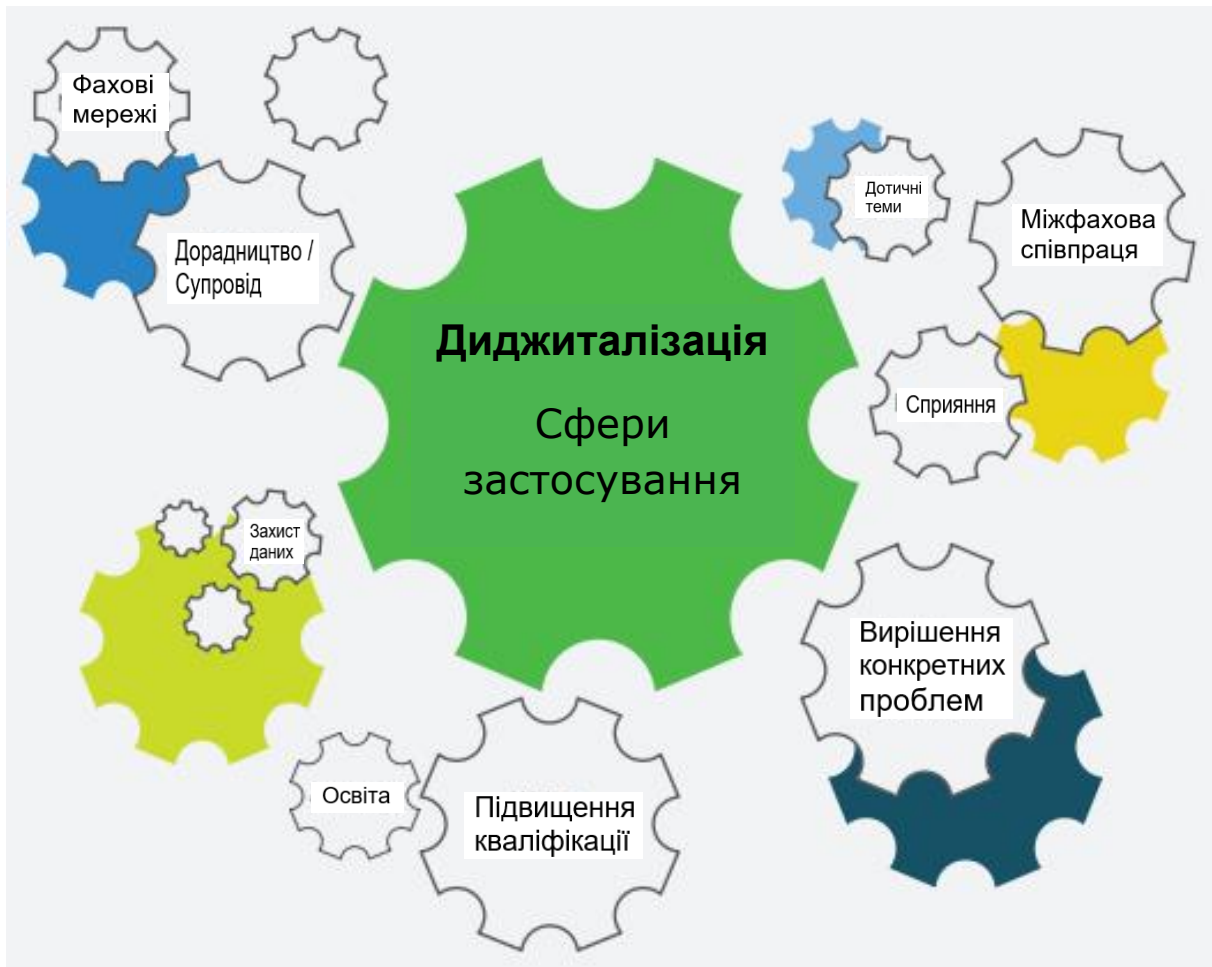 Фахові
мережі
Дорадництво /
Супровід
Диджиталізація
Сфери
застосування
Дотичні
теми
Міжфахова
співпраця
Сприяння
Захист
даних
Освіта
Підвищення
кваліфікації
Вирішення
конкретних
проблем